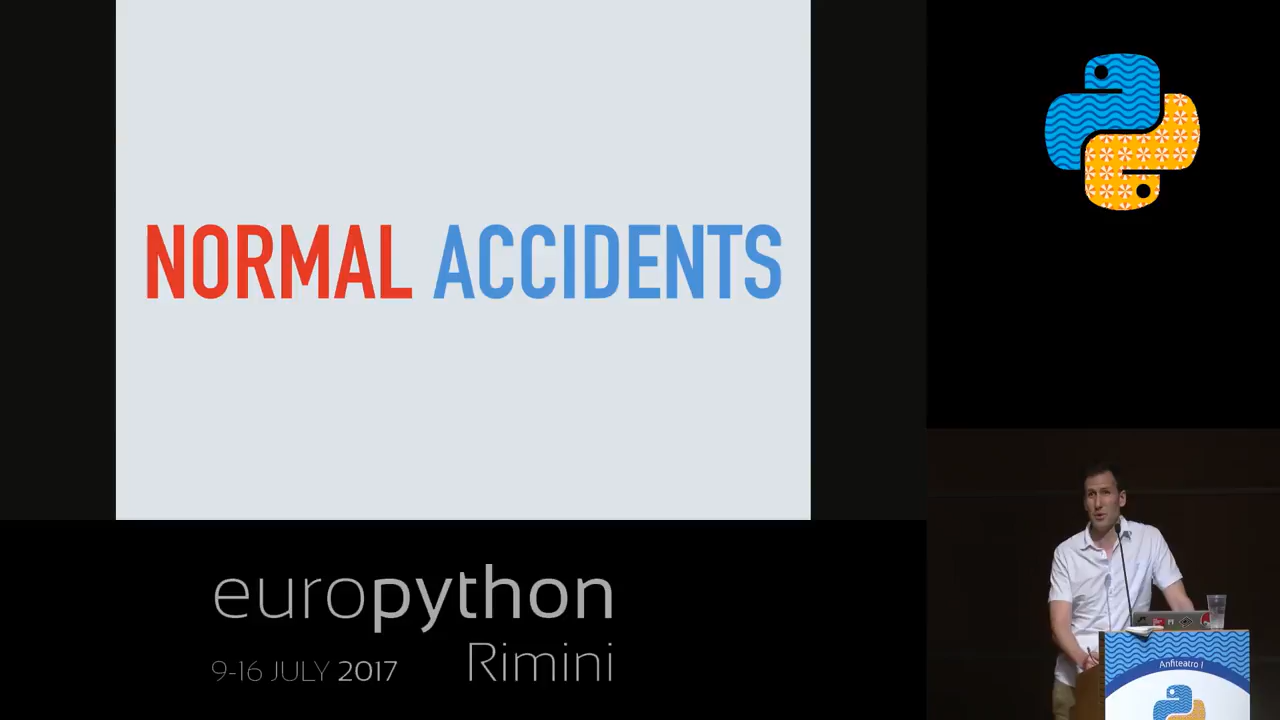 NORMAL ACCIDENTS
europython
Rimini
9-16 JULY 2017
Anfiteatro I